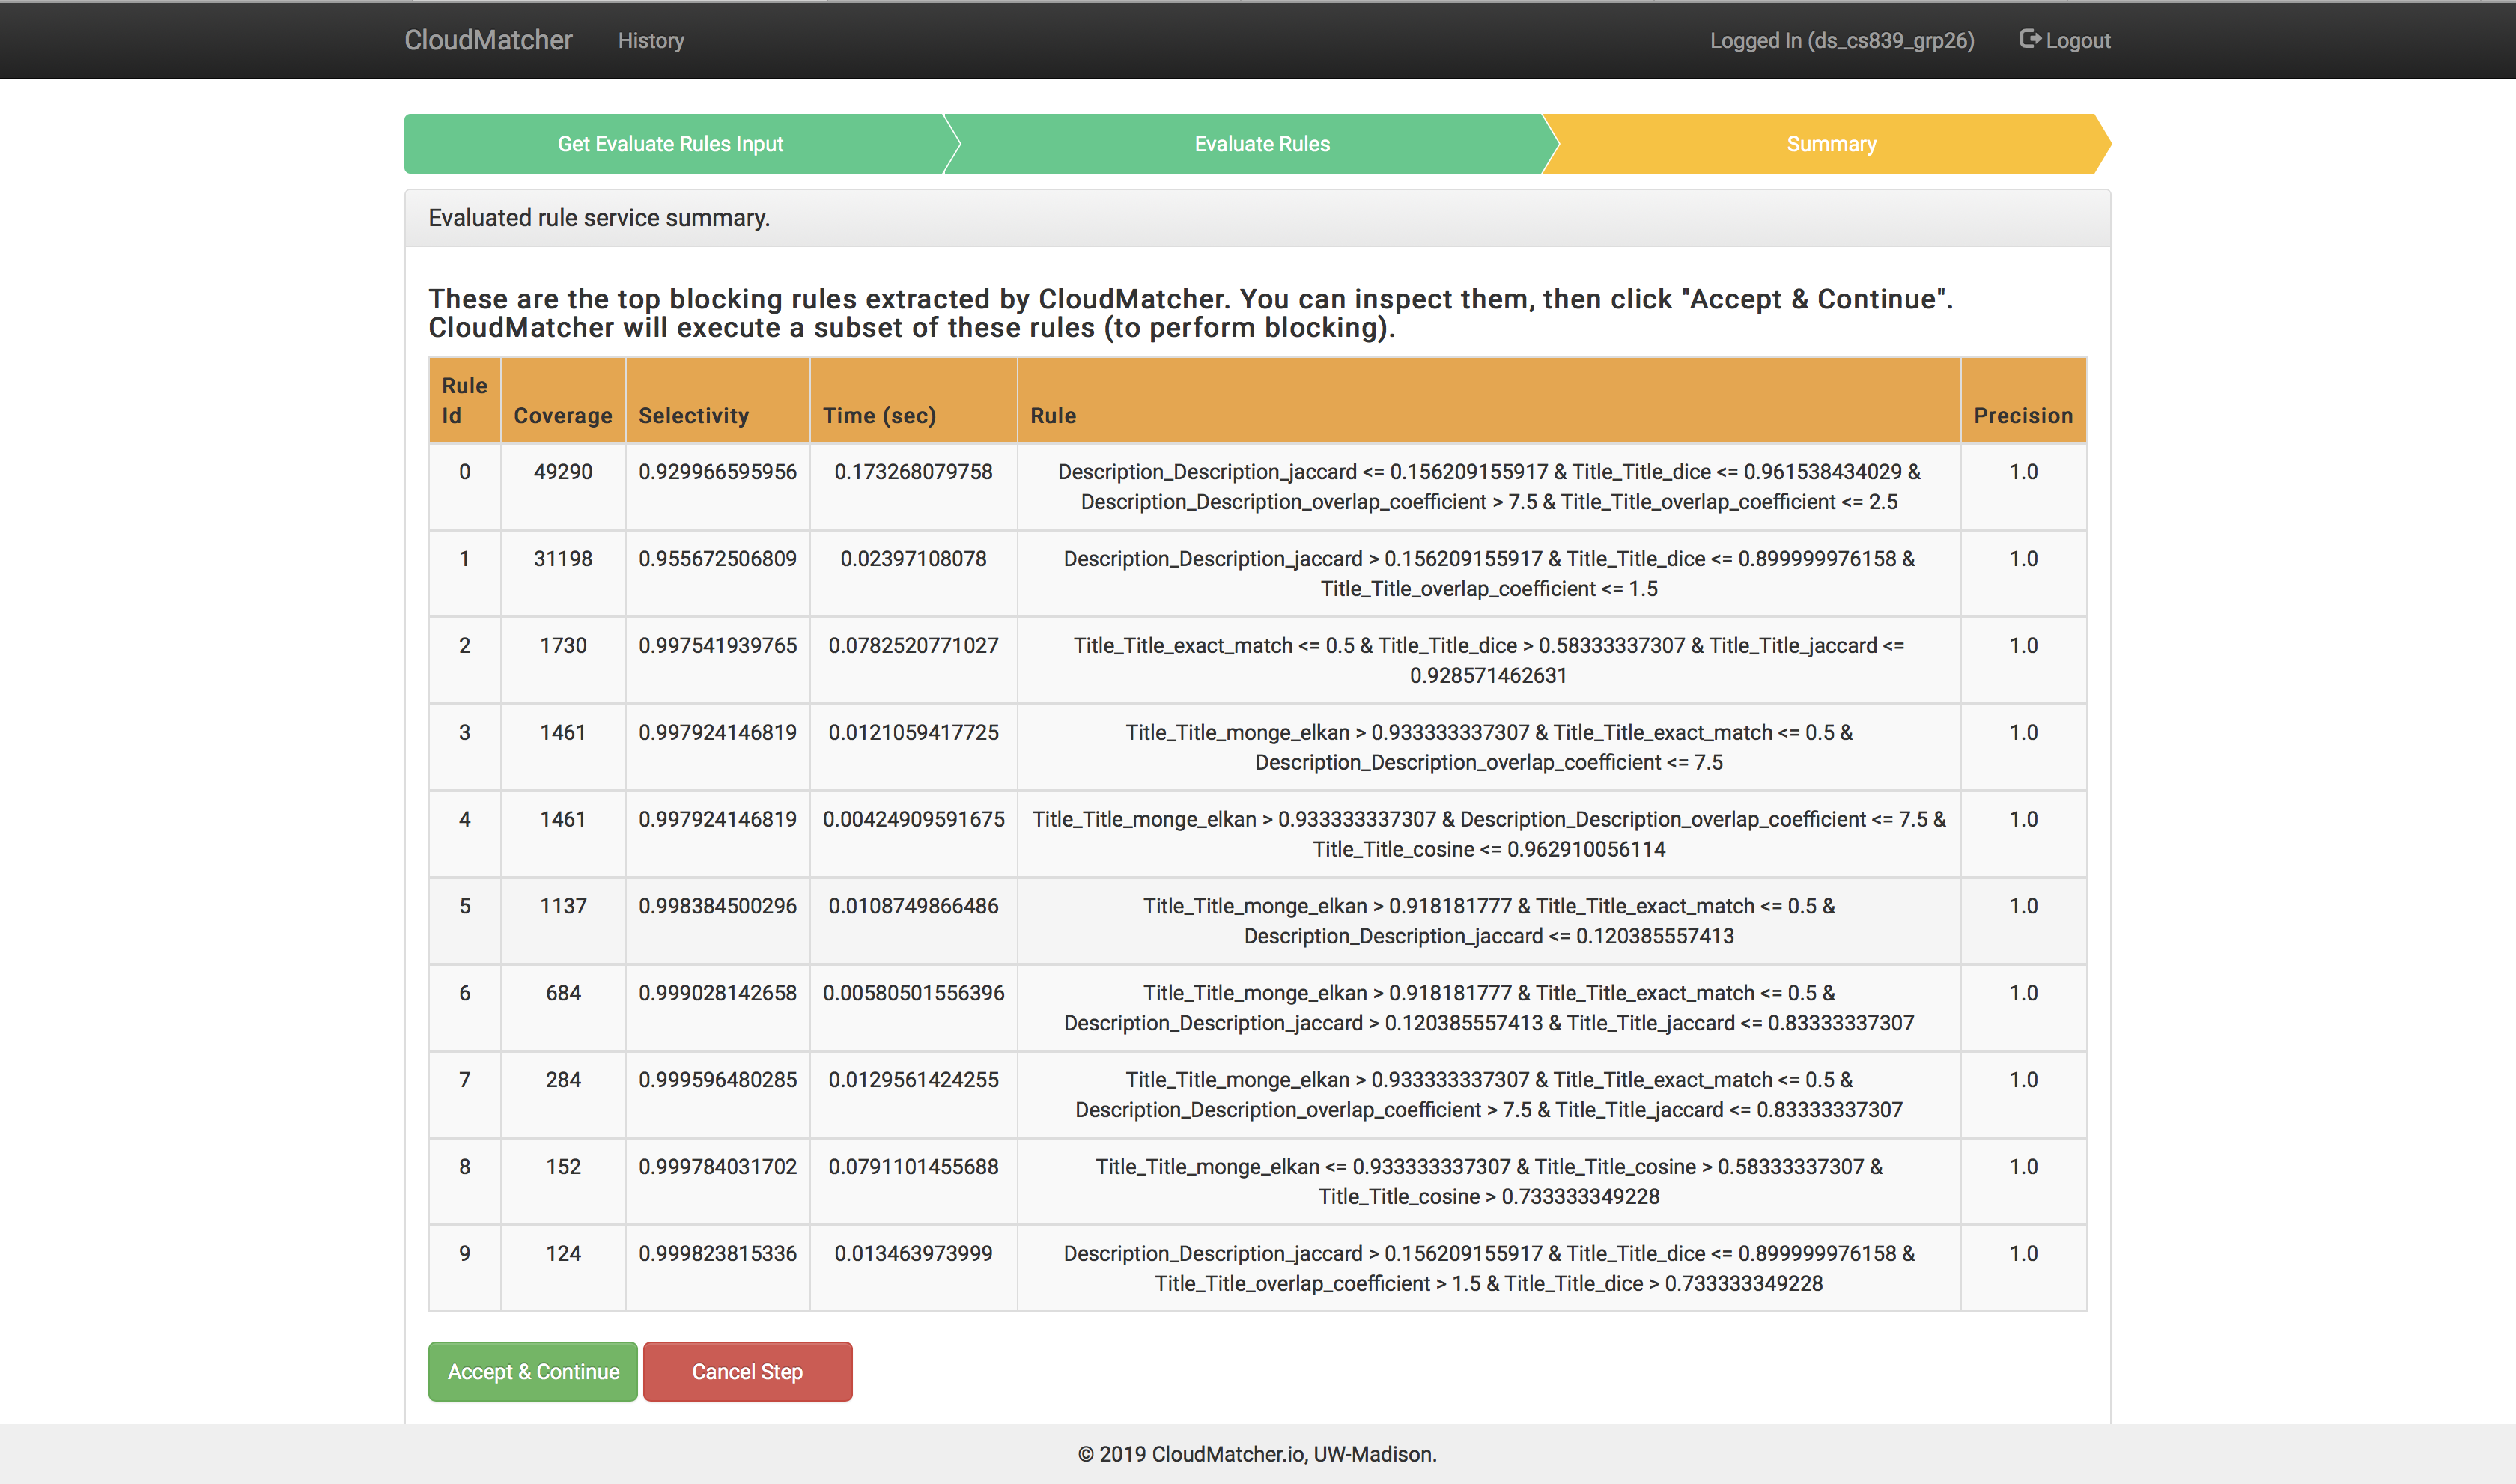 CloudMatcher History Logged In (ds_cs839_grp26) Logout
Get Evaluate Rules Input Evaluate Rules Summary
Evaluated rule service summary.
These are the top blocking rules extracted by CloudMatcher. You can inspect them, then click "Accept & Continue".
CloudMatcher will execute a subset of these rules (to perform blocking).
Rule
Id Coverage Selectivity Time (sec) Rule Precision
0 49290 0.929966595956 0.173268079758 Description_Description_jaccard <= 0.156209155917 & Title_Title_dice <= 0.961538434029 & 1.0
Description_Description_overlap_coefficient > 7.5 & Title_Title_overlap_coefficient <= 2.5
1 31198 0.955672506809 0.02397108078 Description_Description_jaccard > 0.156209155917 & Title_Title_dice <= 0.899999976158 & 1.0
Title_Title_overlap_coefficient <= 1.5
2 1730 0.997541939765 0.0782520771027 Title_Title_exact_match <= 0.5 & Title_Title_dice > 0.58333337307 & Title_Title_jaccard <= 1.0
0.928571462631
3 1461 0.997924146819 0.0121059417725 Title_Title_monge_elkan > 0.933333337307 & Title_Title_exact_match <= 0.5 & 1.0
Description_Description_overlap_coefficient <= 7.5
4 1461 0.997924146819 0.00424909591675 Title_Title_monge_elkan > 0.933333337307 & Description_Description_overlap_coefficient <= 7.5 & 1.0
Title_Title_cosine <= 0.962910056114
5 1137 0.998384500296 0.0108749866486 Title_Title_monge_elkan > 0.918181777 & Title_Title_exact_match <= 0.5 & 1.0
Description_Description_jaccard <= 0.120385557413
6 684 0.999028142658 0.00580501556396 Title_Title_monge_elkan > 0.918181777 & Title_Title_exact_match <= 0.5 & 1.0
Description_Description_jaccard > 0.120385557413 & Title_Title_jaccard <= 0.83333337307
7 284 0.999596480285 0.0129561424255 Title_Title_monge_elkan > 0.933333337307 & Title_Title_exact_match <= 0.5 & 1.0
Description_Description_overlap_coefficient > 7.5 & Title_Title_jaccard <= 0.83333337307
8 152 0.999784031702 0.0791101455688 Title_Title_monge_elkan <= 0.933333337307 & Title_Title_cosine > 0.58333337307 & 1.0
Title_Title_cosine > 0.733333349228
9 124 0.999823815336 0.013463973999 Description_Description_jaccard > 0.156209155917 & Title_Title_dice <= 0.899999976158 & 1.0
Title_Title_overlap_coefficient > 1.5 & Title_Title_dice > 0.733333349228
Accept & Continue Cancel Step
© 2019 CloudMatcher.io, UW-Madison.